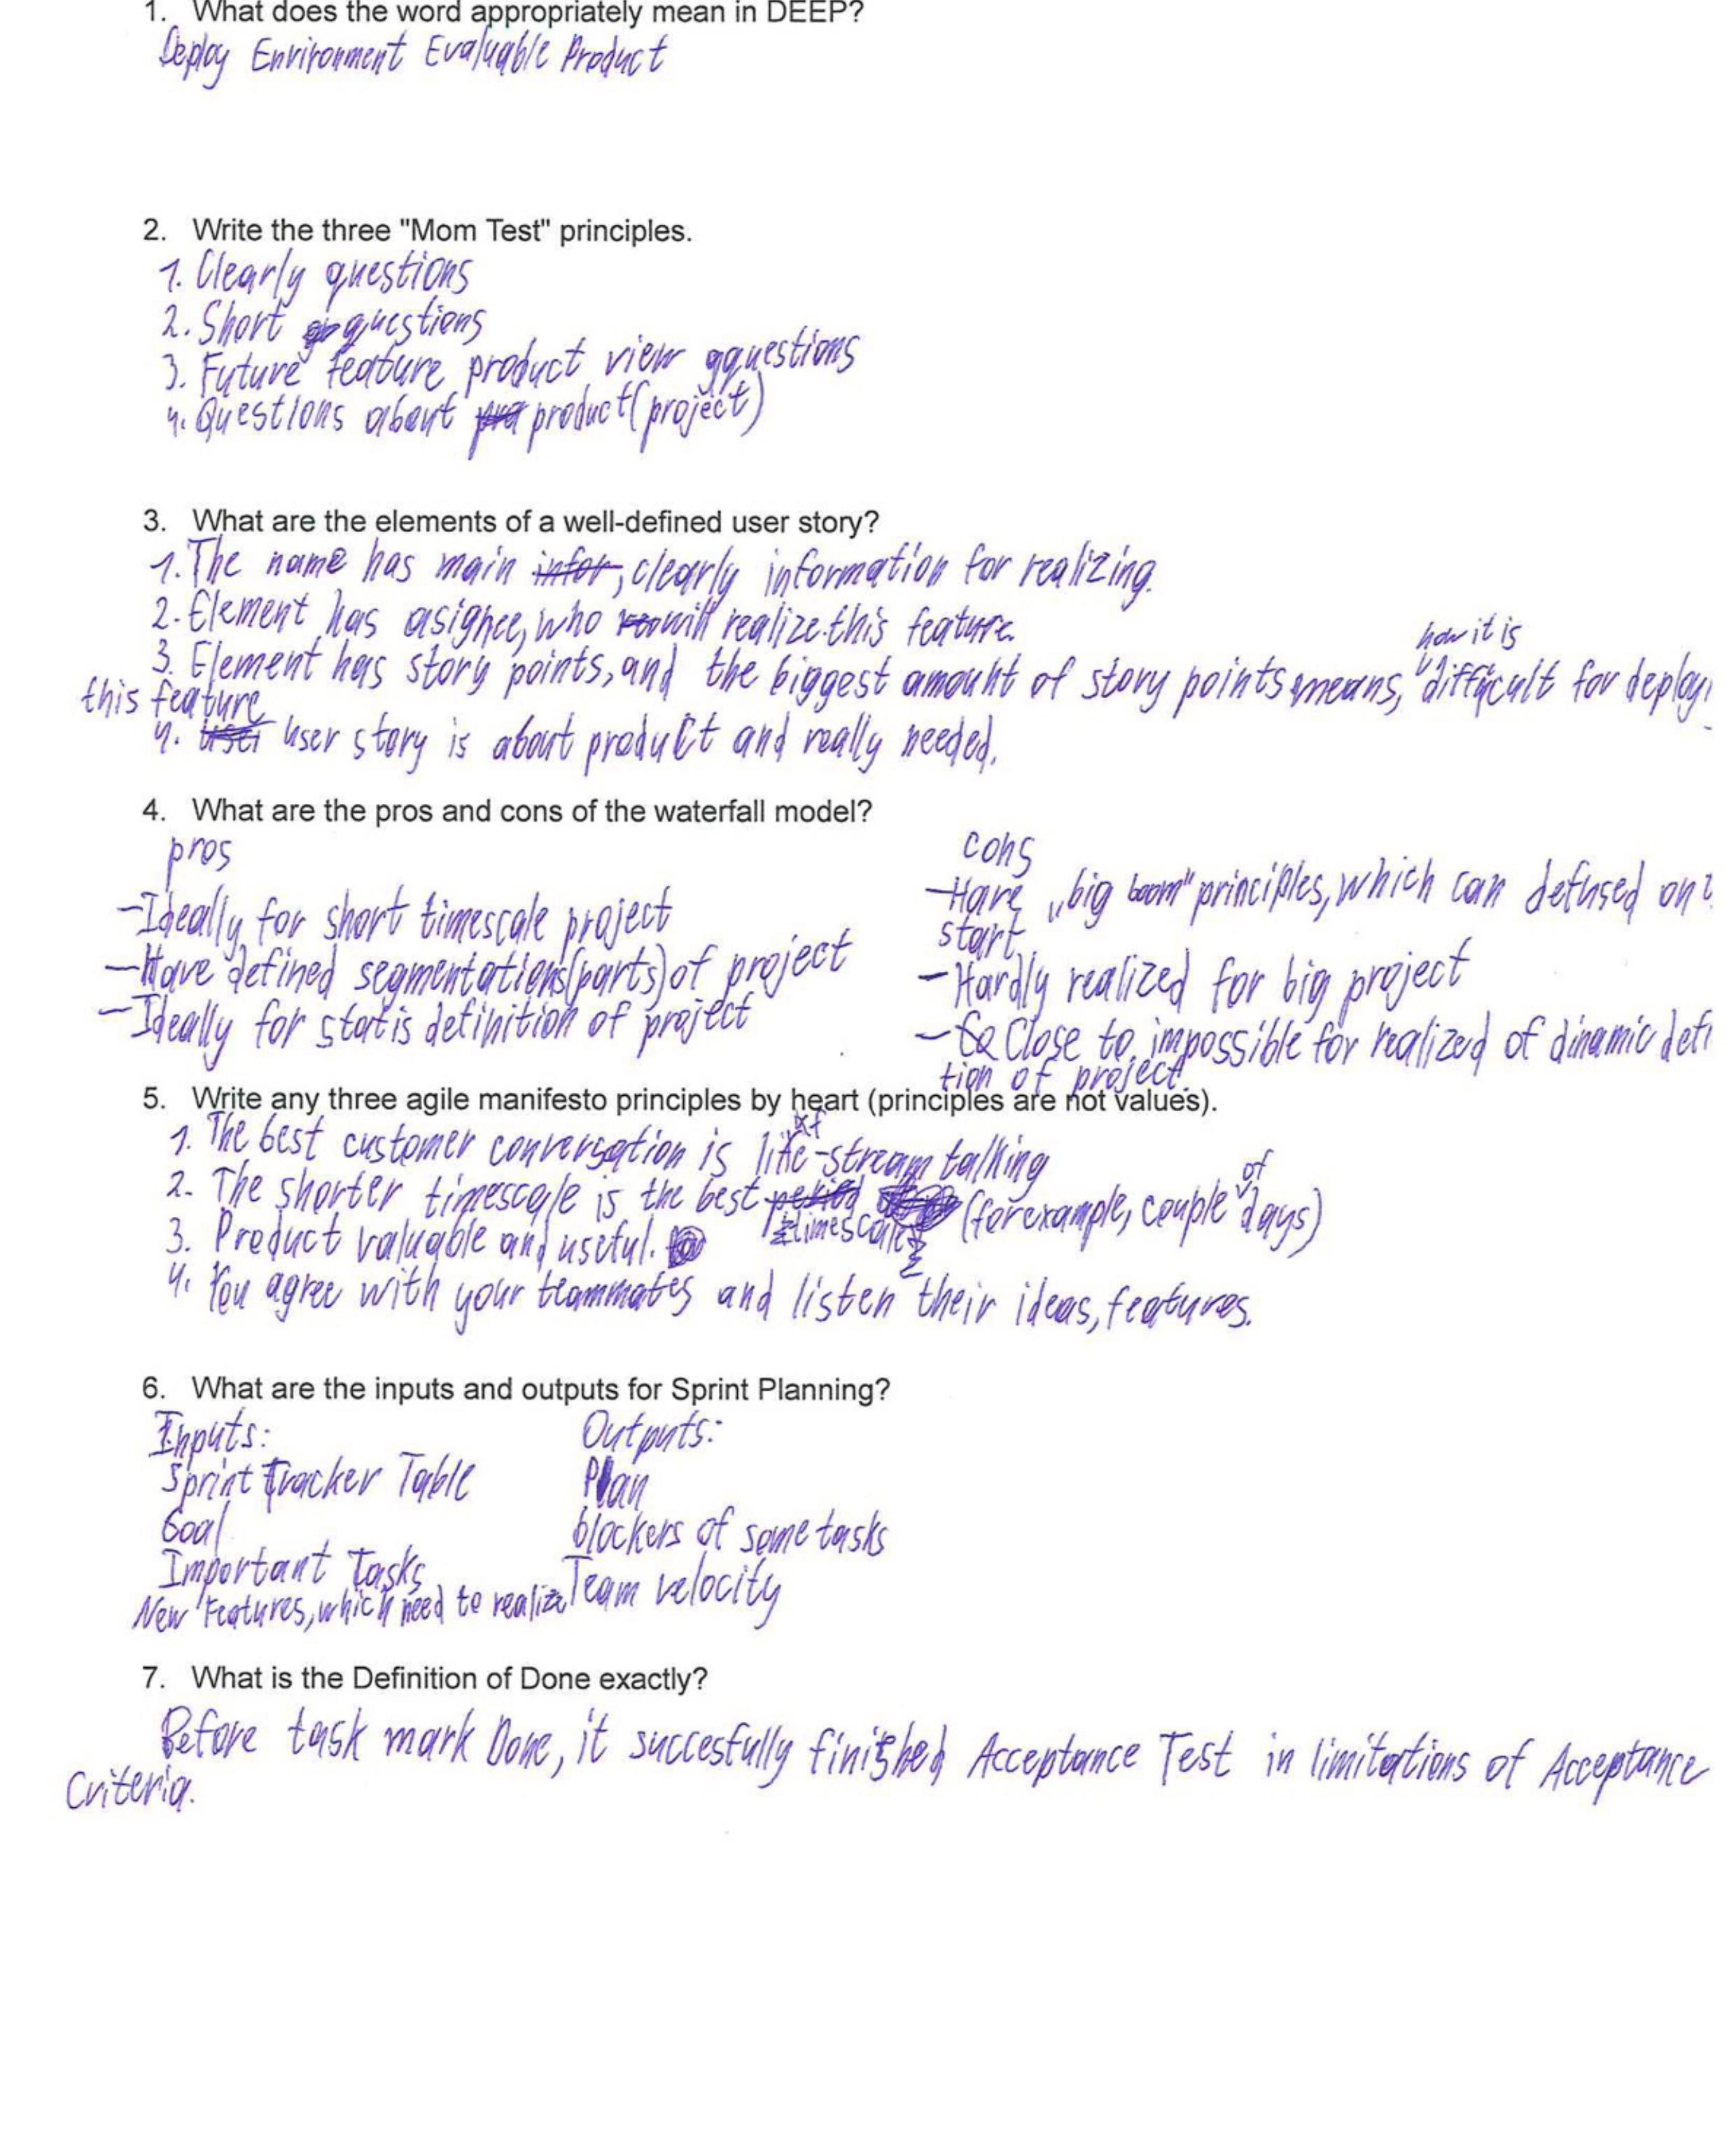 1. What does the word appropriately mean in DEEP?
Deploy Environment Evaluable Product
2. Write the three "Mom Test" principles.
1. Clearly questions
2. Short questions
3. Future feature product view qquestions
4. Questions about product(project)
3. What are the elements of a well-defined user story?
1. The name has main infor, clearly information for realizing.
2. Element has asignee, who will realize this feature.
how it is
3. Element has story points, and the biggest amount of story points means, difficult for deploy
this feature
4. User user story is about product and really needed.
4. What are the pros and cons of the waterfall model?
pros
- Ideally for short timescale project
- Have defined segmentations(parts) of project
- Ideally for statis definition of project
cons
- Have „big boom" principles, which can defused on
start
- Hardly realized for big project
- Close to impossible for realized of dinamic defi
tion of project.
5. Write any three agile manifesto principles by heart (principles are not values).
1. The best customer conversation is life-stream talking
2. The shorter timescale is the best period timescale (for example, couple of days)
3. Product valuable and useful.
4. You agree with your teammates and listen their ideas, features.
6. What are the inputs and outputs for Sprint Planning?
Inputs:
Sprint Tracker Table
Goal
Important Tasks
New Features, which need to realize
Outputs:
Plan
blockers of some tasks
Team velocity
7. What is the Definition of Done exactly?
Before task mark Done, it succesfully finished Acceptance Test in limitations of Acceptance
Criteria.